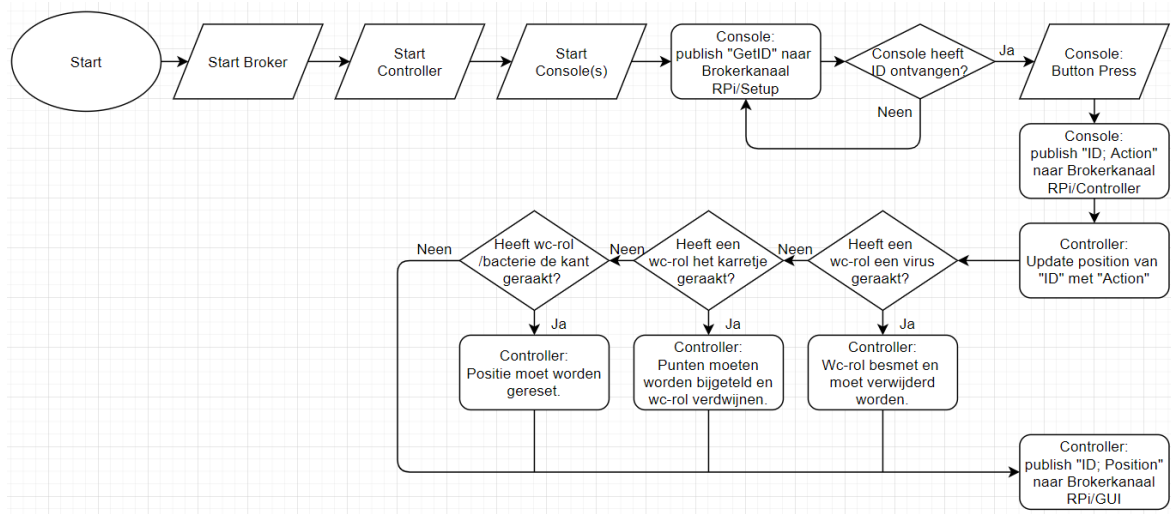 Start
Start Broker
Start
Controller
Start
Console(s)
Console:
publish "GetID" naar
Brokerkanaal
RPi/Setup
Console heeft
ID ontvangen?
Ja
Neen
Console:
Button Press
Console:
publish "ID; Action"
naar Brokerkanaal
RPi/Controller
Controller:
Update position van
"ID" met "Action"
Heeft een
wc-rol een virus
geraakt?
Neen
Ja
Controller:
Wc-rol besmet en
moet verwijderd
worden.
Heeft een
wc-rol het karretje
geraakt?
Neen
Ja
Controller:
Punten moeten
worden bijgeteld en
wc-rol verdwijnen.
Heeft wc-rol
/bacterie de kant
geraakt?
Neen
Ja
Controller:
Positie moet worden
gereset.
Controller:
publish "ID; Position"
naar Brokerkanaal
RPi/GUI